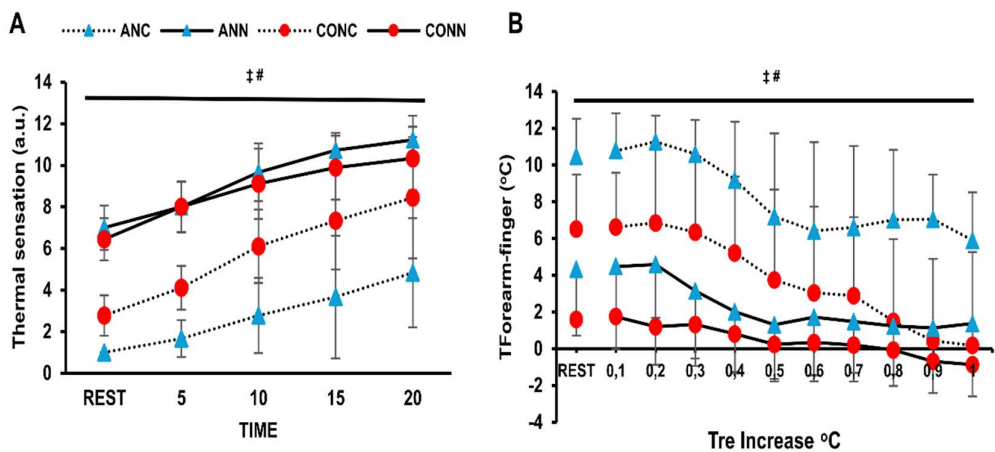 A
B
ANC ANN CONC CONN
‡ #
Thermal sensation (a.u.)
14
12
10
8
6
4
2
0
REST 5 10 15 20
TIME
‡ #
TForearm-finger (°C)
14
12
10
8
6
4
2
0
-2
-4
REST 0,1 0,2 0,3 0,4 0,5 0,6 0,7 0,8 0,9 1
Tre Increase °C